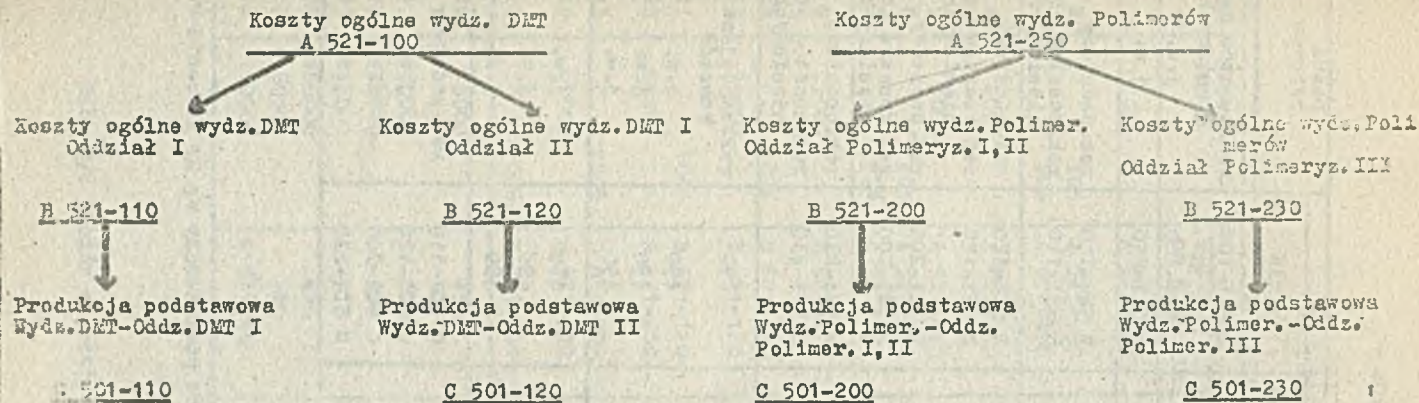 Koszty ogólne wydz. DMT
A 521-100
Koszty ogólne wydz. Polimerów
A 521-250
Koszty ogólne wydz.DMT
Oddział I
Koszty ogólne wydz.DMT I
Oddział II
Koszty ogólne wydz.Polimer.
Oddział Polimeryz.I,II
Koszty ogólne wydz.Poli
merów
Oddział Polimeryz.III
B 521-110
B 521-120
B 521-200
B 521-230
Produkcja podstawowa
Wydz.DMT-Oddz.DMT I
Produkcja podstawowa
Wydz.DMT-Oddz.DMT II
Produkcja podstawowa
Wydz.Polimer.-Oddz.
Polimer.I,II
Produkcja podstawowa
Wydz.Polimer.-Oddz.
Polimer.III
501-110
C 501-120
C 501-200
C 501-230